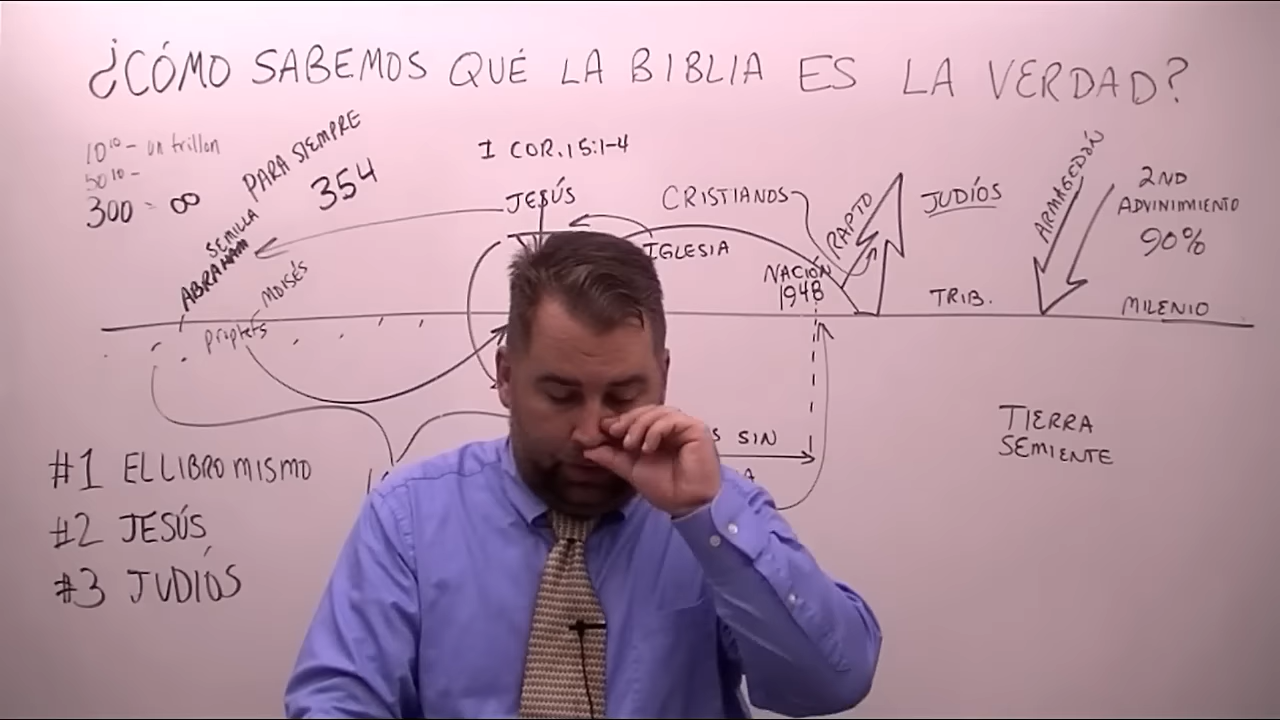 ¿CÓMO SABEMOS QUÉ LA BIBLIA ES LA VERDAD?
10¹⁰ - un trillon
50¹⁰ -
300 = ∞
PARA SIEMPRE
354
SEMILLA
ABRAHAM
MOISÉS
prophets
I COR. 15:1-4
JESÚS
CRISTIANOS
IGLESIA
NACIÓN
1948
RAPTO
JUDÍOS
TRIB.
ARMAGEDÓN
2ND
ADVINIMIENTO
90%
MILENIO
SIN
TIERRA
SEMIENTE
#1 EL LIBRO MISMO
#2 JESÚS
#3 JUDÍOS